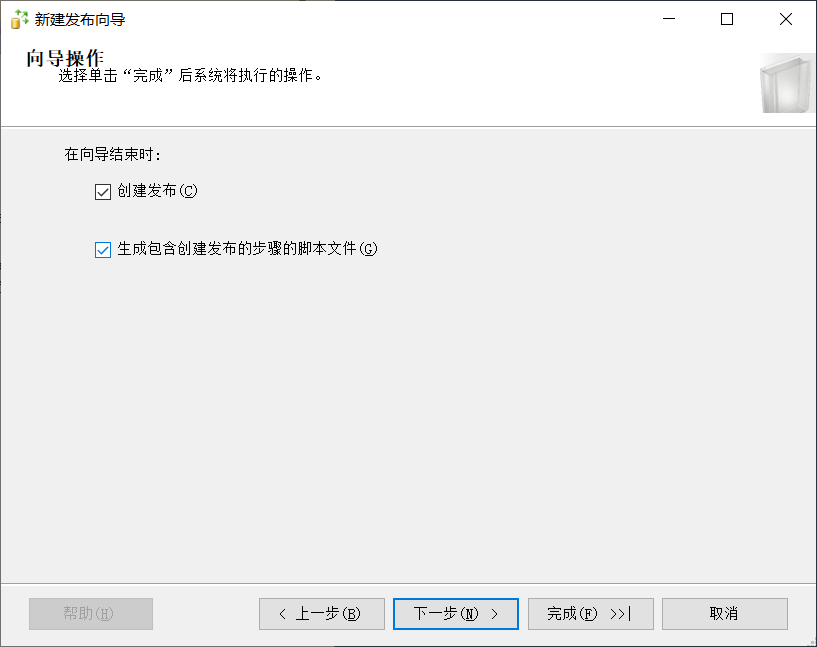 新建发布向导
向导操作
选择单击“完成”后系统将执行的操作。
在向导结束时：
创建发布(C)
生成包含创建发布的步骤的脚本文件(G)
帮助(H)
< 上一步(B)
下一步(N) >
完成(F) >>|
取消